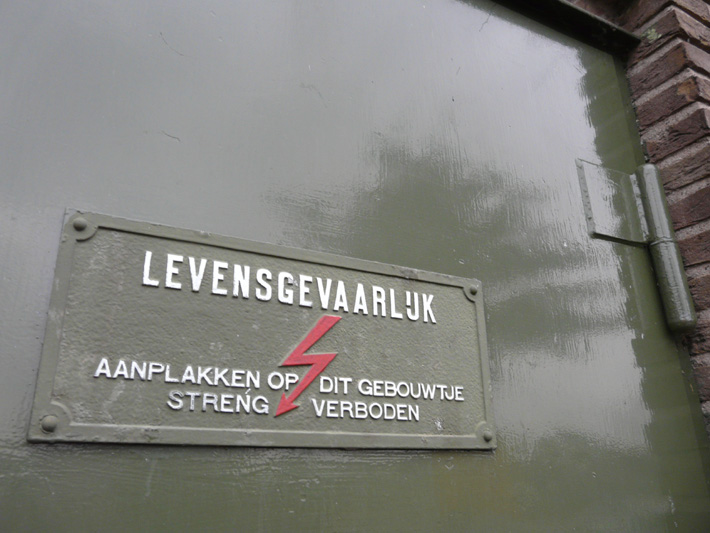 LEVENSGEVAARLIJK
AANPLAKKEN OP DIT GEBOUWTJE
STRENG VERBODEN